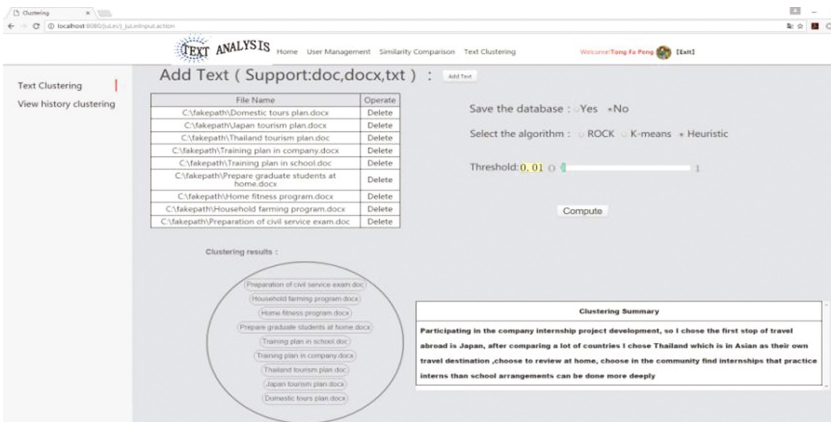 Clustering
localhost:8080/juLei/j_juLeiInput.action
TEXT ANALYSIS Home User Management Similarity Comparison Text Clustering Welcome!Tong Fa Pong [Exit]
Text Clustering
View history clustering
Add Text ( Support:doc,docx,txt ) : Add Text
File Name Operate
C:\fakepath\Domestic tours plan.docx Delete
C:\fakepath\Japan tourism plan.docx Delete
C:\fakepath\Thailand tourism plan.doc Delete
C:\fakepath\Training plan in company.docx Delete
C:\fakepath\Training plan in school.doc Delete
C:\fakepath\Prepare graduate students at
home.docx Delete
C:\fakepath\Home fitness program.docx Delete
C:\fakepath\Household farming program.docx Delete
C:\fakepath\Preparation of civil service exam.doc Delete
Save the database : Yes No
Select the algorithm : ROCK K-means Heuristic
Threshold: 0.01 0 1
Compute
Clustering results :
Preparation of civil service exam.doc
Household farming program.docx
Home fitness program.docx
Prepare graduate students at home.docx
Training plan in school.doc
Training plan in company.docx
Thailand tourism plan.doc
Japan tourism plan.docx
Domestic tours plan.docx
Clustering Summary
Participating in the company internship project development, so I chose the first stop of travel
abroad is Japan, after comparing a lot of countries I chose Thailand which is in Asian as their own
travel destination ,choose to review at home, choose in the community find internships that practice
interns than school arrangements can be done more deeply